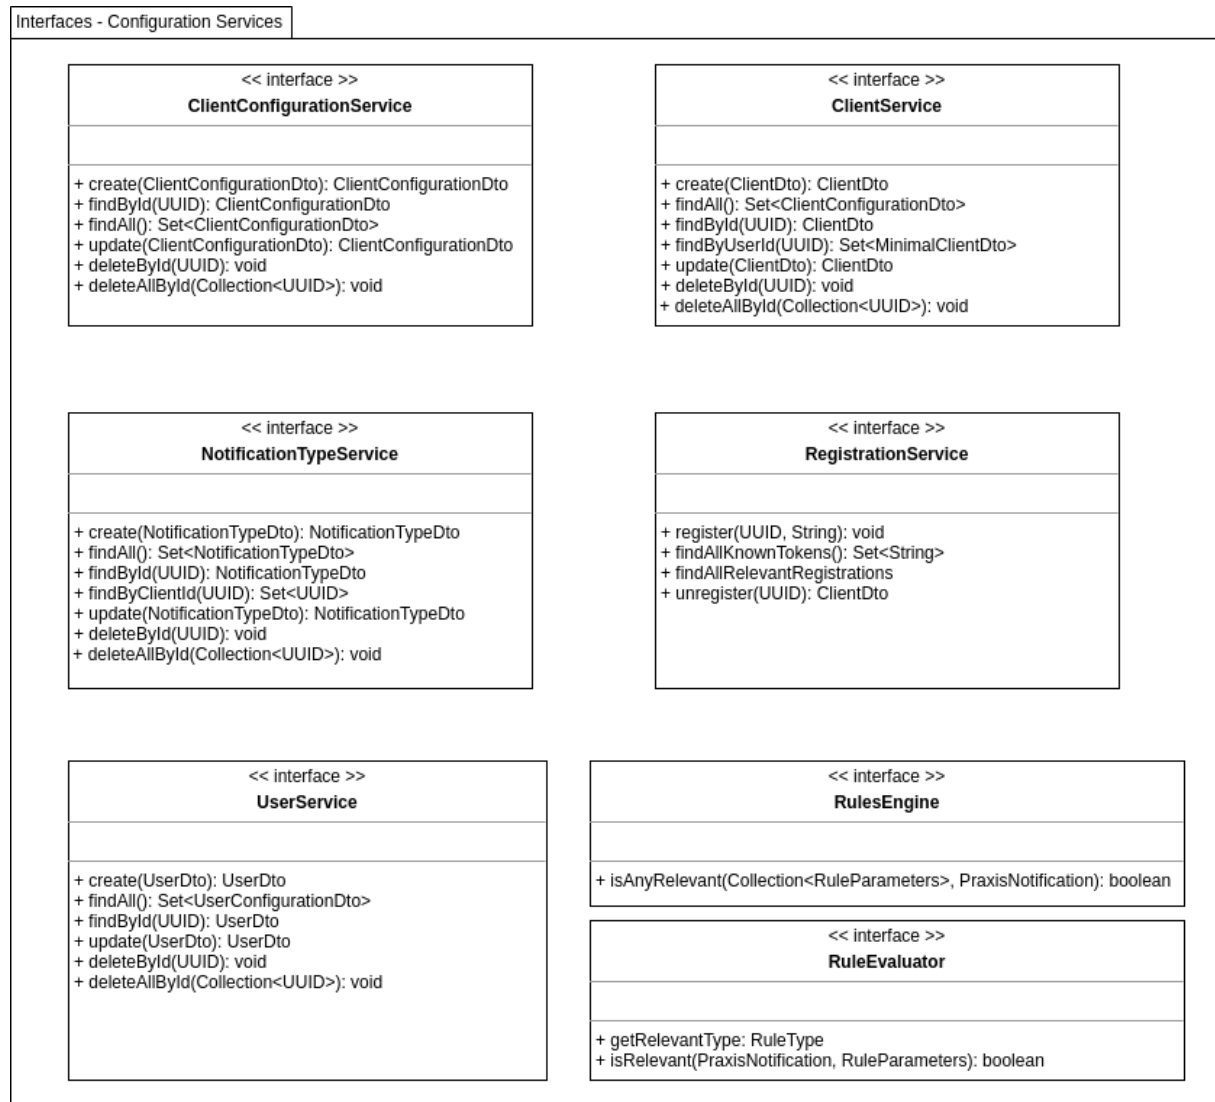 Interfaces - Configuration Services
<< interface >>
ClientConfigurationService
+ create(ClientConfigurationDto): ClientConfigurationDto
+ findById(UUID): ClientConfigurationDto
+ findAll(): Set<ClientConfigurationDto>
+ update(ClientConfigurationDto): ClientConfigurationDto
+ deleteById(UUID): void
+ deleteAllById(Collection<UUID>): void
<< interface >>
ClientService
+ create(ClientDto): ClientDto
+ findAll(): Set<ClientConfigurationDto>
+ findById(UUID): ClientDto
+ findByUserId(UUID): Set<MinimalClientDto>
+ update(ClientDto): ClientDto
+ deleteById(UUID): void
+ deleteAllById(Collection<UUID>): void
<< interface >>
NotificationTypeService
+ create(NotificationTypeDto): NotificationTypeDto
+ findAll(): Set<NotificationTypeDto>
+ findById(UUID): NotificationTypeDto
+ findByClientId(UUID): Set<UUID>
+ update(NotificationTypeDto): NotificationTypeDto
+ deleteById(UUID): void
+ deleteAllById(Collection<UUID>): void
<< interface >>
RegistrationService
+ register(UUID, String): void
+ findAllKnownTokens(): Set<String>
+ findAllRelevantRegistrations
+ unregister(UUID): ClientDto
<< interface >>
UserService
+ create(UserDto): UserDto
+ findAll(): Set<UserConfigurationDto>
+ findById(UUID): UserDto
+ update(UserDto): UserDto
+ deleteById(UUID): void
+ deleteAllById(Collection<UUID>): void
<< interface >>
RulesEngine
+ isAnyRelevant(Collection<RuleParameters>, PraxisNotification): boolean
<< interface >>
RuleEvaluator
+ getRelevantType: RuleType
+ isRelevant(PraxisNotification, RuleParameters): boolean